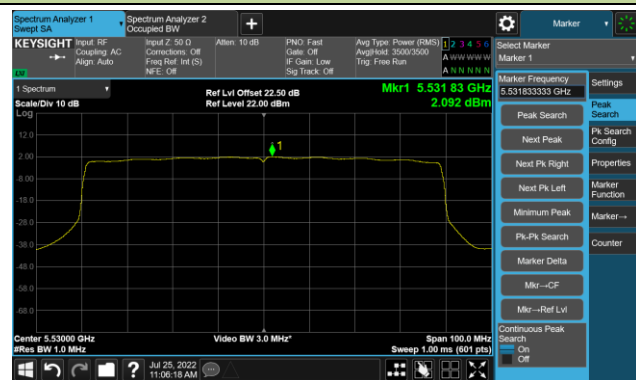 Spectrum Analyzer 1
Swept SA
Spectrum Analyzer 2
Occupied BW
+
Marker
KEYSIGHT
Input: RF
Coupling: AC
Align: Auto
Input Z: 50 Ω
Corrections: Off
Freq Ref: Int (S)
NFE: Off
Atten: 10 dB
PNO: Fast
Gate: Off
IF Gain: Low
Sig Track: Off
Avg Type: Power (RMS)
Avg|Hold: 3500/3500
Trig: Free Run
1 2 3 4 5 6
A W W W W W
A N N N N N
Select Marker
Marker 1
1 Spectrum
Scale/Div 10 dB
Log
Ref Lvl Offset 22.50 dB
Ref Level 22.00 dBm
Mkr1 5.531 83 GHz
2.092 dBm
1
12.0
2.00
-8.00
-18.0
-28.0
-38.0
-48.0
-58.0
-68.0
Center 5.53000 GHz
#Res BW 1.0 MHz
Video BW 3.0 MHz*
Span 100.0 MHz
Sweep 1.00 ms (601 pts)
Marker Frequency
5.531833333 GHz
Peak Search
Next Peak
Next Pk Right
Next Pk Left
Minimum Peak
Pk-Pk Search
Marker Delta
Mkr→CF
Mkr→Ref Lvl
Continuous Peak
Search
On
Off
Settings
Peak
Search
Pk Search
Config
Properties
Marker
Function
Marker→
Counter
?
Jul 25, 2022
11:06:18 AM